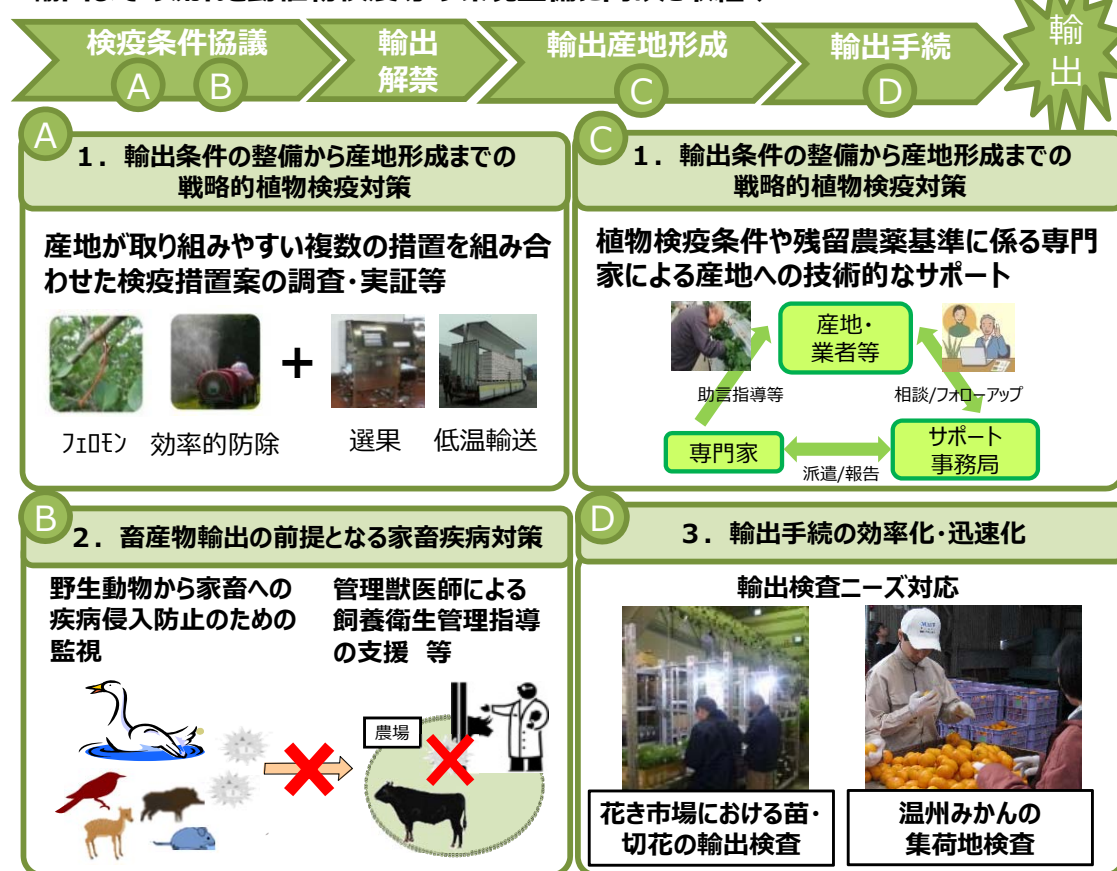 検疫条件協議
A B
輸出
解禁
輸出産地形成
C
輸出手続
D
輸
出
A
1．輸出条件の整備から産地形成までの
戦略的植物検疫対策
産地が取り組みやすい複数の措置を組み合
わせた検疫措置案の調査・実証等
+
ﾌｪﾛﾓﾝ 効率的防除 選果 低温輸送
C
1．輸出条件の整備から産地形成までの
戦略的植物検疫対策
植物検疫条件や残留農薬基準に係る専門
家による産地への技術的なサポート
産地・
業者等
助言指導等
相談/フォローアップ
専門家
サポート
事務局
派遣/報告
B
2．畜産物輸出の前提となる家畜疾病対策
野生動物から家畜への
疾病侵入防止のための
監視
管理獣医師による
飼養衛生管理指導
の支援 等
農場
D
3．輸出手続の効率化・迅速化
輸出検査ニーズ対応
花き市場における苗・
切花の輸出検査
温州みかんの
集荷地検査